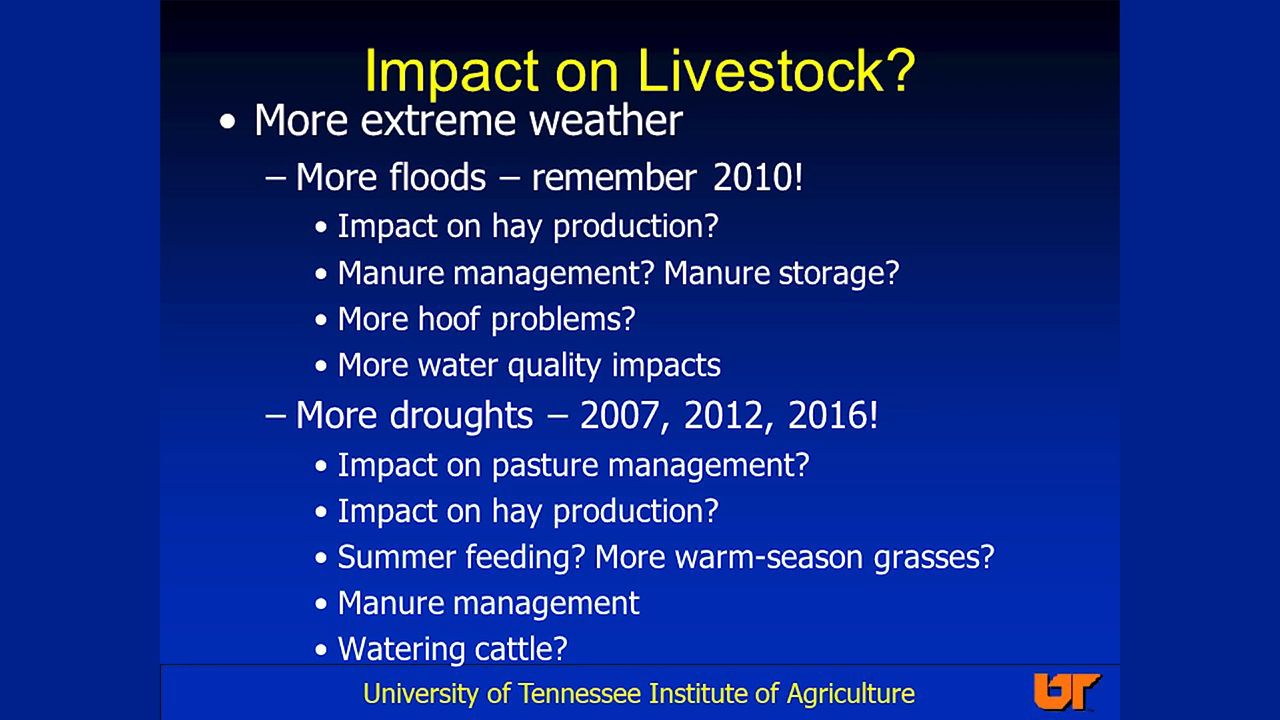 Impact on Livestock?
• More extreme weather
– More floods – remember 2010!
• Impact on hay production?
• Manure management? Manure storage?
• More hoof problems?
• More water quality impacts
– More droughts – 2007, 2012, 2016!
• Impact on pasture management?
• Impact on hay production?
• Summer feeding? More warm-season grasses?
• Manure management
• Watering cattle?
University of Tennessee Institute of Agriculture
UT